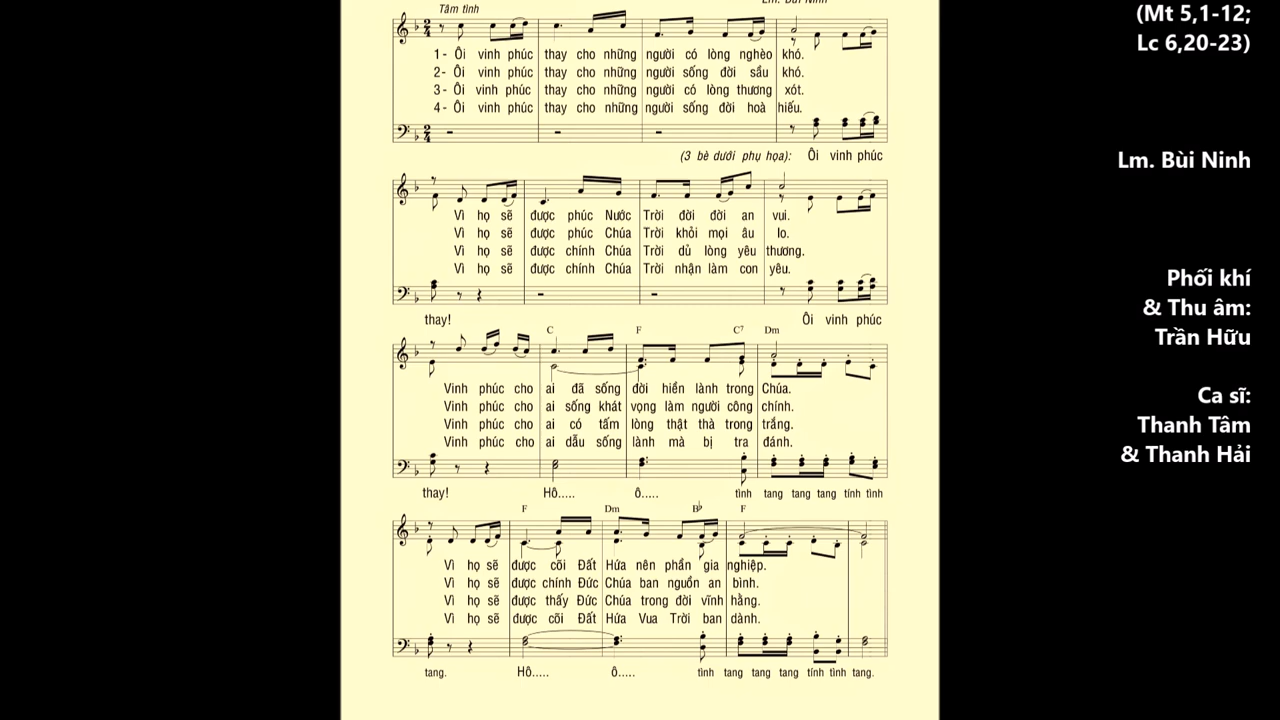 Tâm tình
Lm. Bùi Ninh
1- Ôi vinh phúc thay cho những người có lòng nghèo khó.
2- Ôi vinh phúc thay cho những người sống đời sầu khó.
3- Ôi vinh phúc thay cho những người có lòng thương xót.
4- Ôi vinh phúc thay cho những người sống đời hoà hiếu.
(3 bè dưới phụ họa): Ôi vinh phúc
Vì họ sẽ được phúc Nước Trời đời đời an vui.
Vì họ sẽ được phúc Chúa Trời khỏi mọi âu lo.
Vì họ sẽ được chính Chúa Trời dủ lòng yêu thương.
Vì họ sẽ được chính Chúa Trời nhận làm con yêu.
thay! Ôi vinh phúc
C F C7 Dm
Vinh phúc cho ai đã sống đời hiền lành trong Chúa.
Vinh phúc cho ai sống khát vọng làm người công chính.
Vinh phúc cho ai có tấm lòng thật thà trong trắng.
Vinh phúc cho ai dẫu sống lành mà bị tra đánh.
thay! Hô..... ô..... tình tang tang tang tính tình
F Dm B♭ F
Vì họ sẽ được cõi Đất Hứa nên phần gia nghiệp.
Vì họ sẽ được chính Đức Chúa ban nguồn an bình.
Vì họ sẽ được thấy Đức Chúa trong đời vĩnh hằng.
Vì họ sẽ được cõi Đất Hứa Vua Trời ban dành.
tang. Hô..... ô..... tình tang tang tang tính tình tang.
(Mt 5,1-12;
Lc 6,20-23)
Lm. Bùi Ninh
Phối khí
& Thu âm:
Trần Hữu
Ca sĩ:
Thanh Tâm
& Thanh Hải